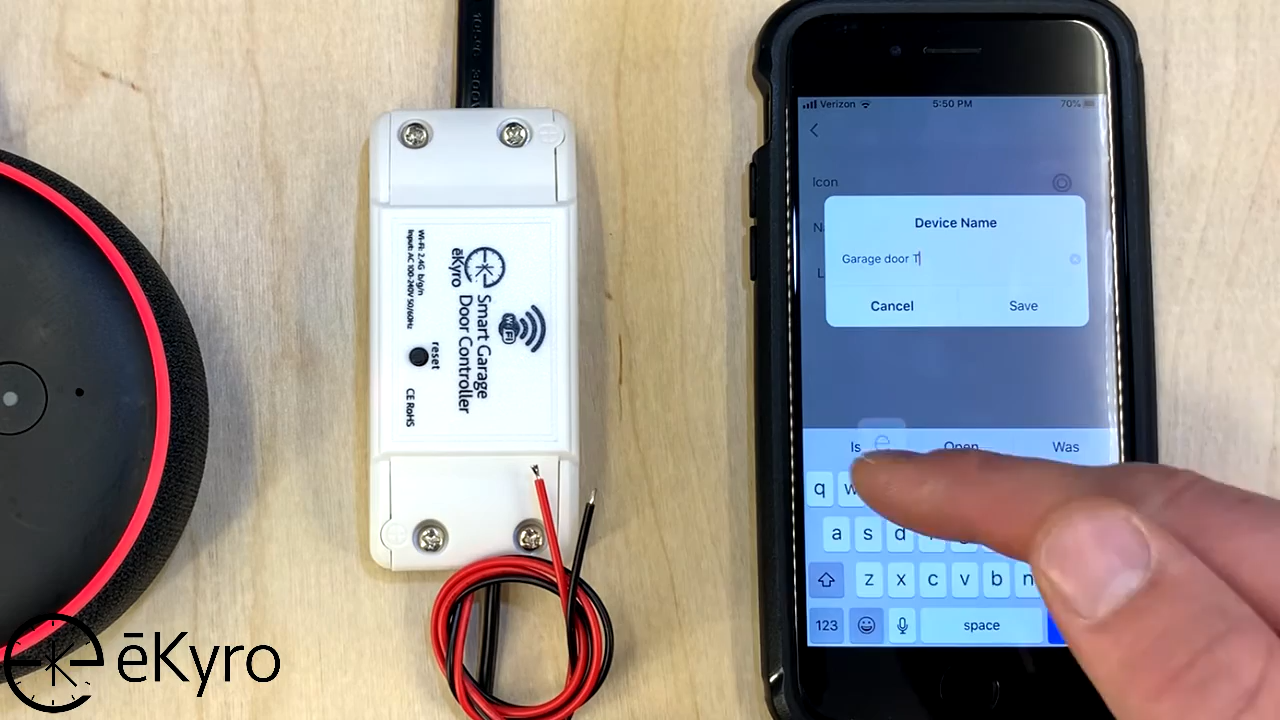 Verizon 5:50 PM 70%
Icon
Device Name
Garage door T
Cancel Save
Is Open Was
e
q w
a s d
z x c v b n
123 space
Wi-Fi: 2.4G b/g/n
Input: AC 100-240V 50/60Hz
ēKyro
Smart Garage
Door Controller
WiFi
reset
CE RoHS
ēKyro